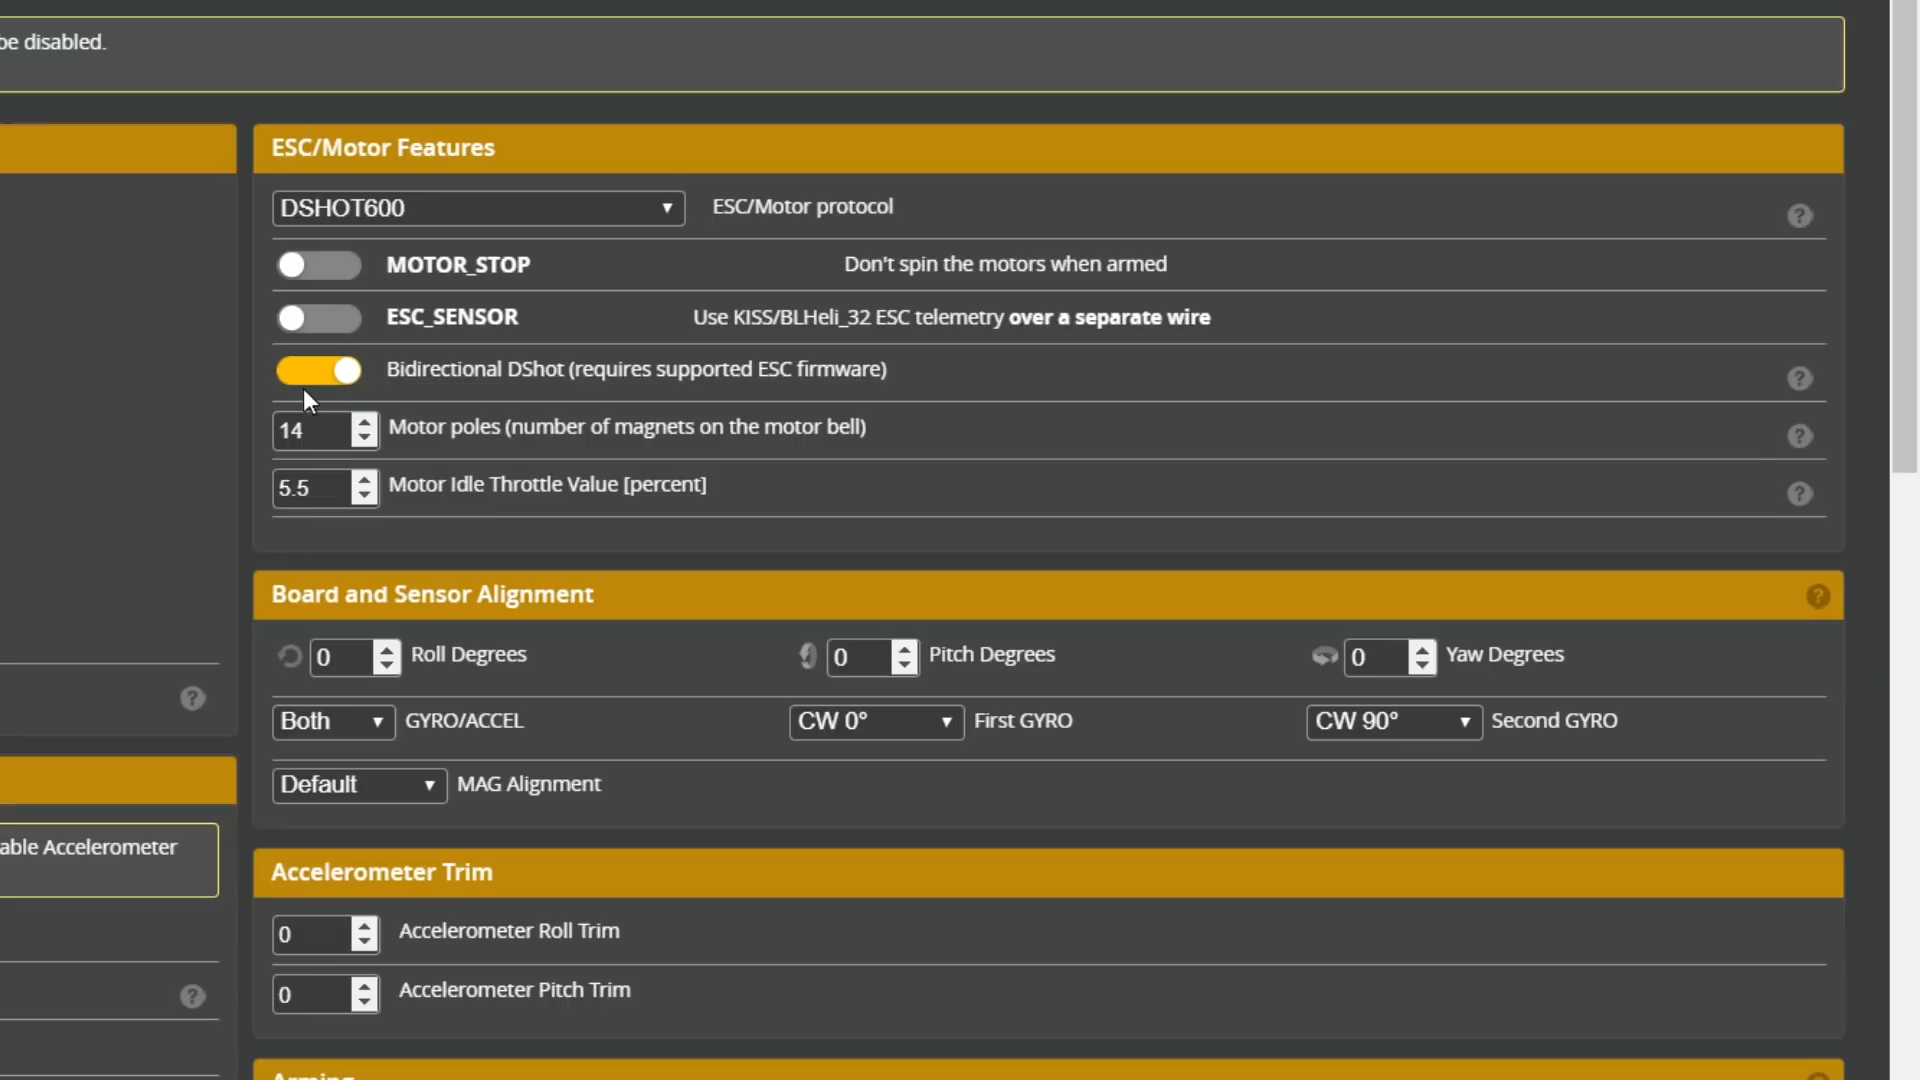 be disabled.
ESC/Motor Features
DSHOT600 ESC/Motor protocol
MOTOR_STOP Don't spin the motors when armed
ESC_SENSOR Use KISS/BLHeli_32 ESC telemetry over a separate wire
Bidirectional DShot (requires supported ESC firmware)
14 Motor poles (number of magnets on the motor bell)
5.5 Motor Idle Throttle Value [percent]
Board and Sensor Alignment
0 Roll Degrees 0 Pitch Degrees 0 Yaw Degrees
Both GYRO/ACCEL CW 0° First GYRO CW 90° Second GYRO
Default MAG Alignment
able Accelerometer
Accelerometer Trim
0 Accelerometer Roll Trim
0 Accelerometer Pitch Trim
Arming